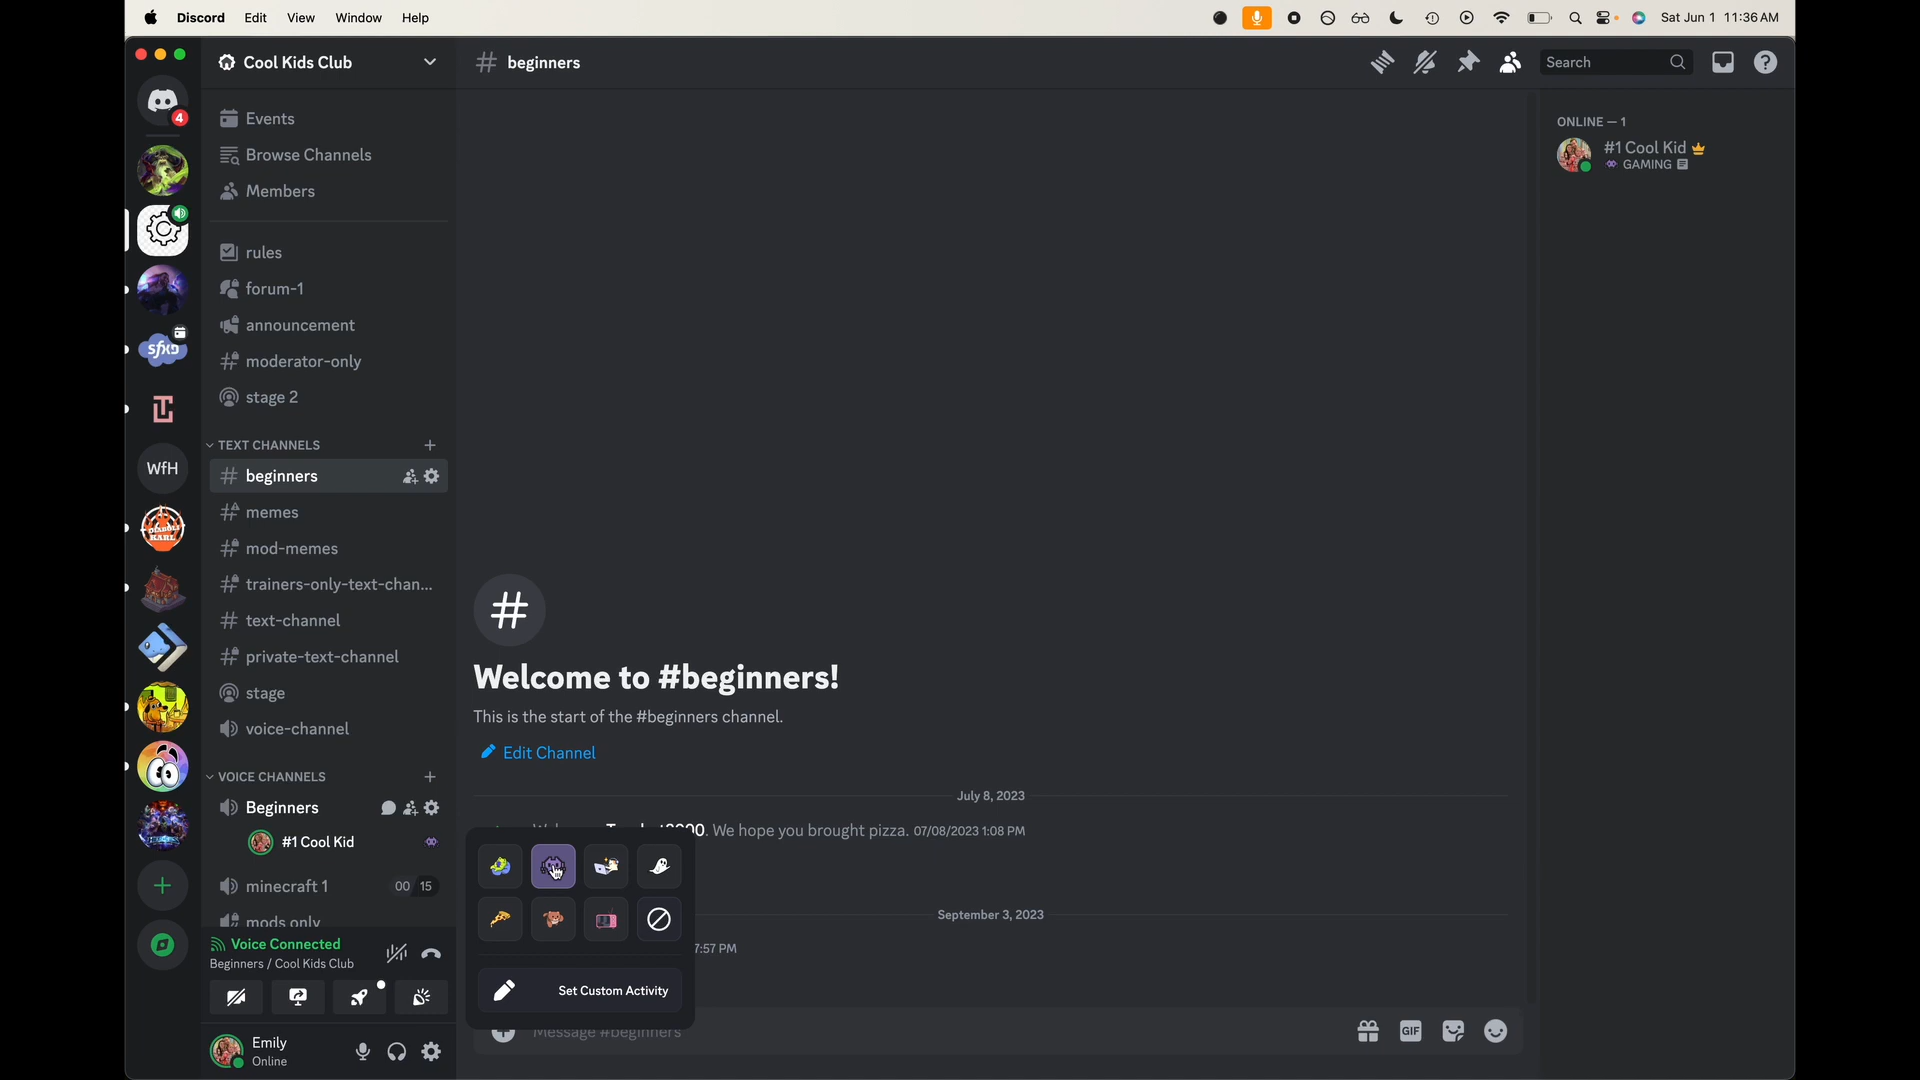 Discord Edit View Window Help
Sat Jun 1 11:36 AM
4
sfxb
WfH
Cool Kids Club
Events
Browse Channels
Members
rules
forum-1
announcement
moderator-only
stage 2
TEXT CHANNELS
beginners
memes
mod-memes
trainers-only-text-chan...
text-channel
private-text-channel
stage
voice-channel
VOICE CHANNELS
Beginners
#1 Cool Kid
minecraft 1 00 15
mods only
Voice Connected
Beginners / Cool Kids Club
Emily
Online
beginners
Search
Welcome to #beginners!
This is the start of the #beginners channel.
Edit Channel
July 8, 2023
. We hope you brought pizza. 07/08/2023 1:08 PM
September 3, 2023
7:57 PM
Set Custom Activity
Message #beginners
GIF
ONLINE — 1
#1 Cool Kid
GAMING